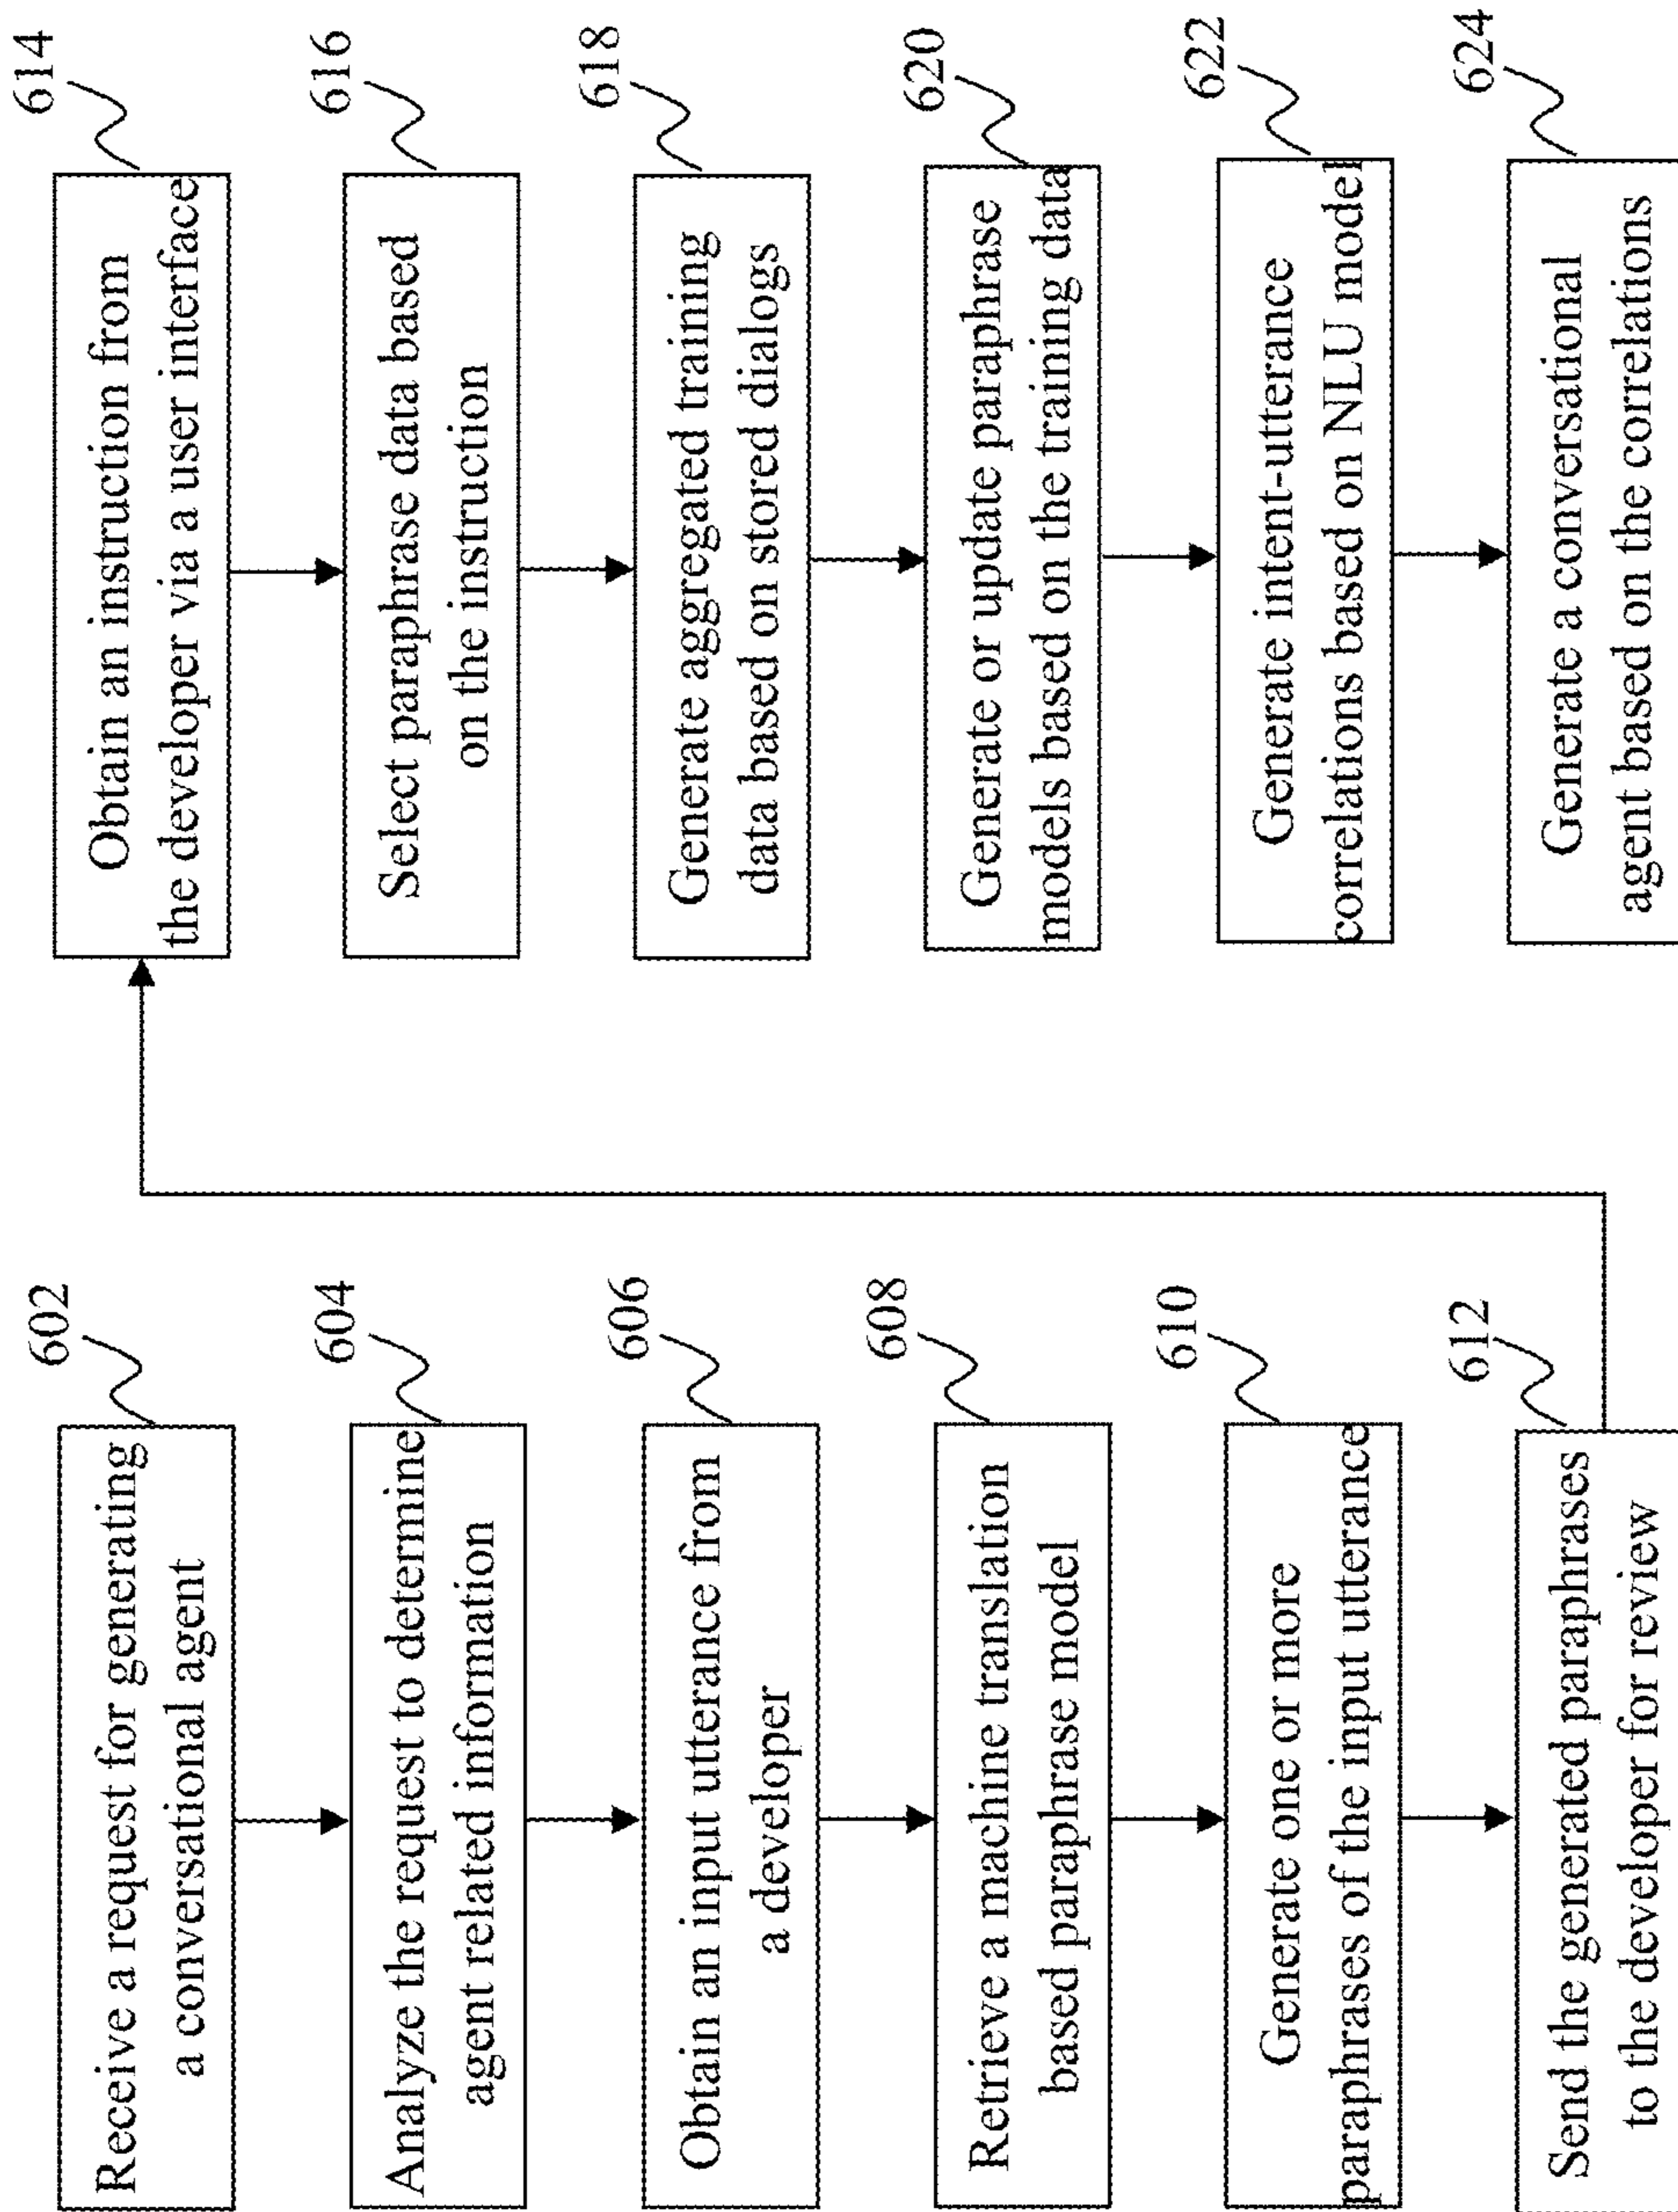 602
Receive a request for generating
a conversational agent
604
Analyze the request to determine
agent related information
606
Obtain an input utterance from
a developer
608
Retrieve a machine translation
based paraphrase model
610
Generate one or more
paraphrases of the input utterance
612
Send the generated paraphrases
to the developer for review
614
Obtain an instruction from
the developer via a user interface
616
Select paraphrase data based
on the instruction
618
Generate aggregated training
data based on stored dialogs
620
Generate or update paraphrase
models based on the training data
622
Generate intent-utterance
correlations based on NLU model
624
Generate a conversational
agent based on the correlations